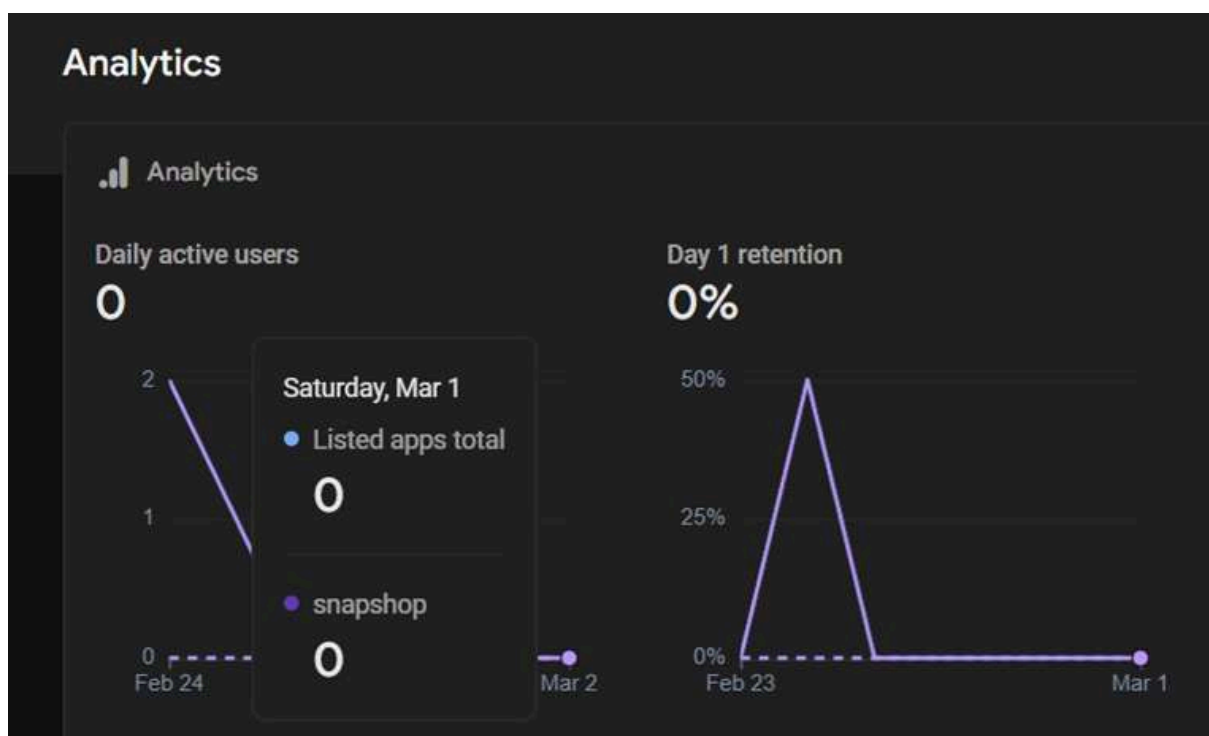 Analytics
Analytics
Daily active users
0
Day 1 retention
0%
2
1
0
Feb 24
Mar 2
Saturday, Mar 1
Listed apps total
0
snapshop
0
50%
25%
0%
Feb 23
Mar 1